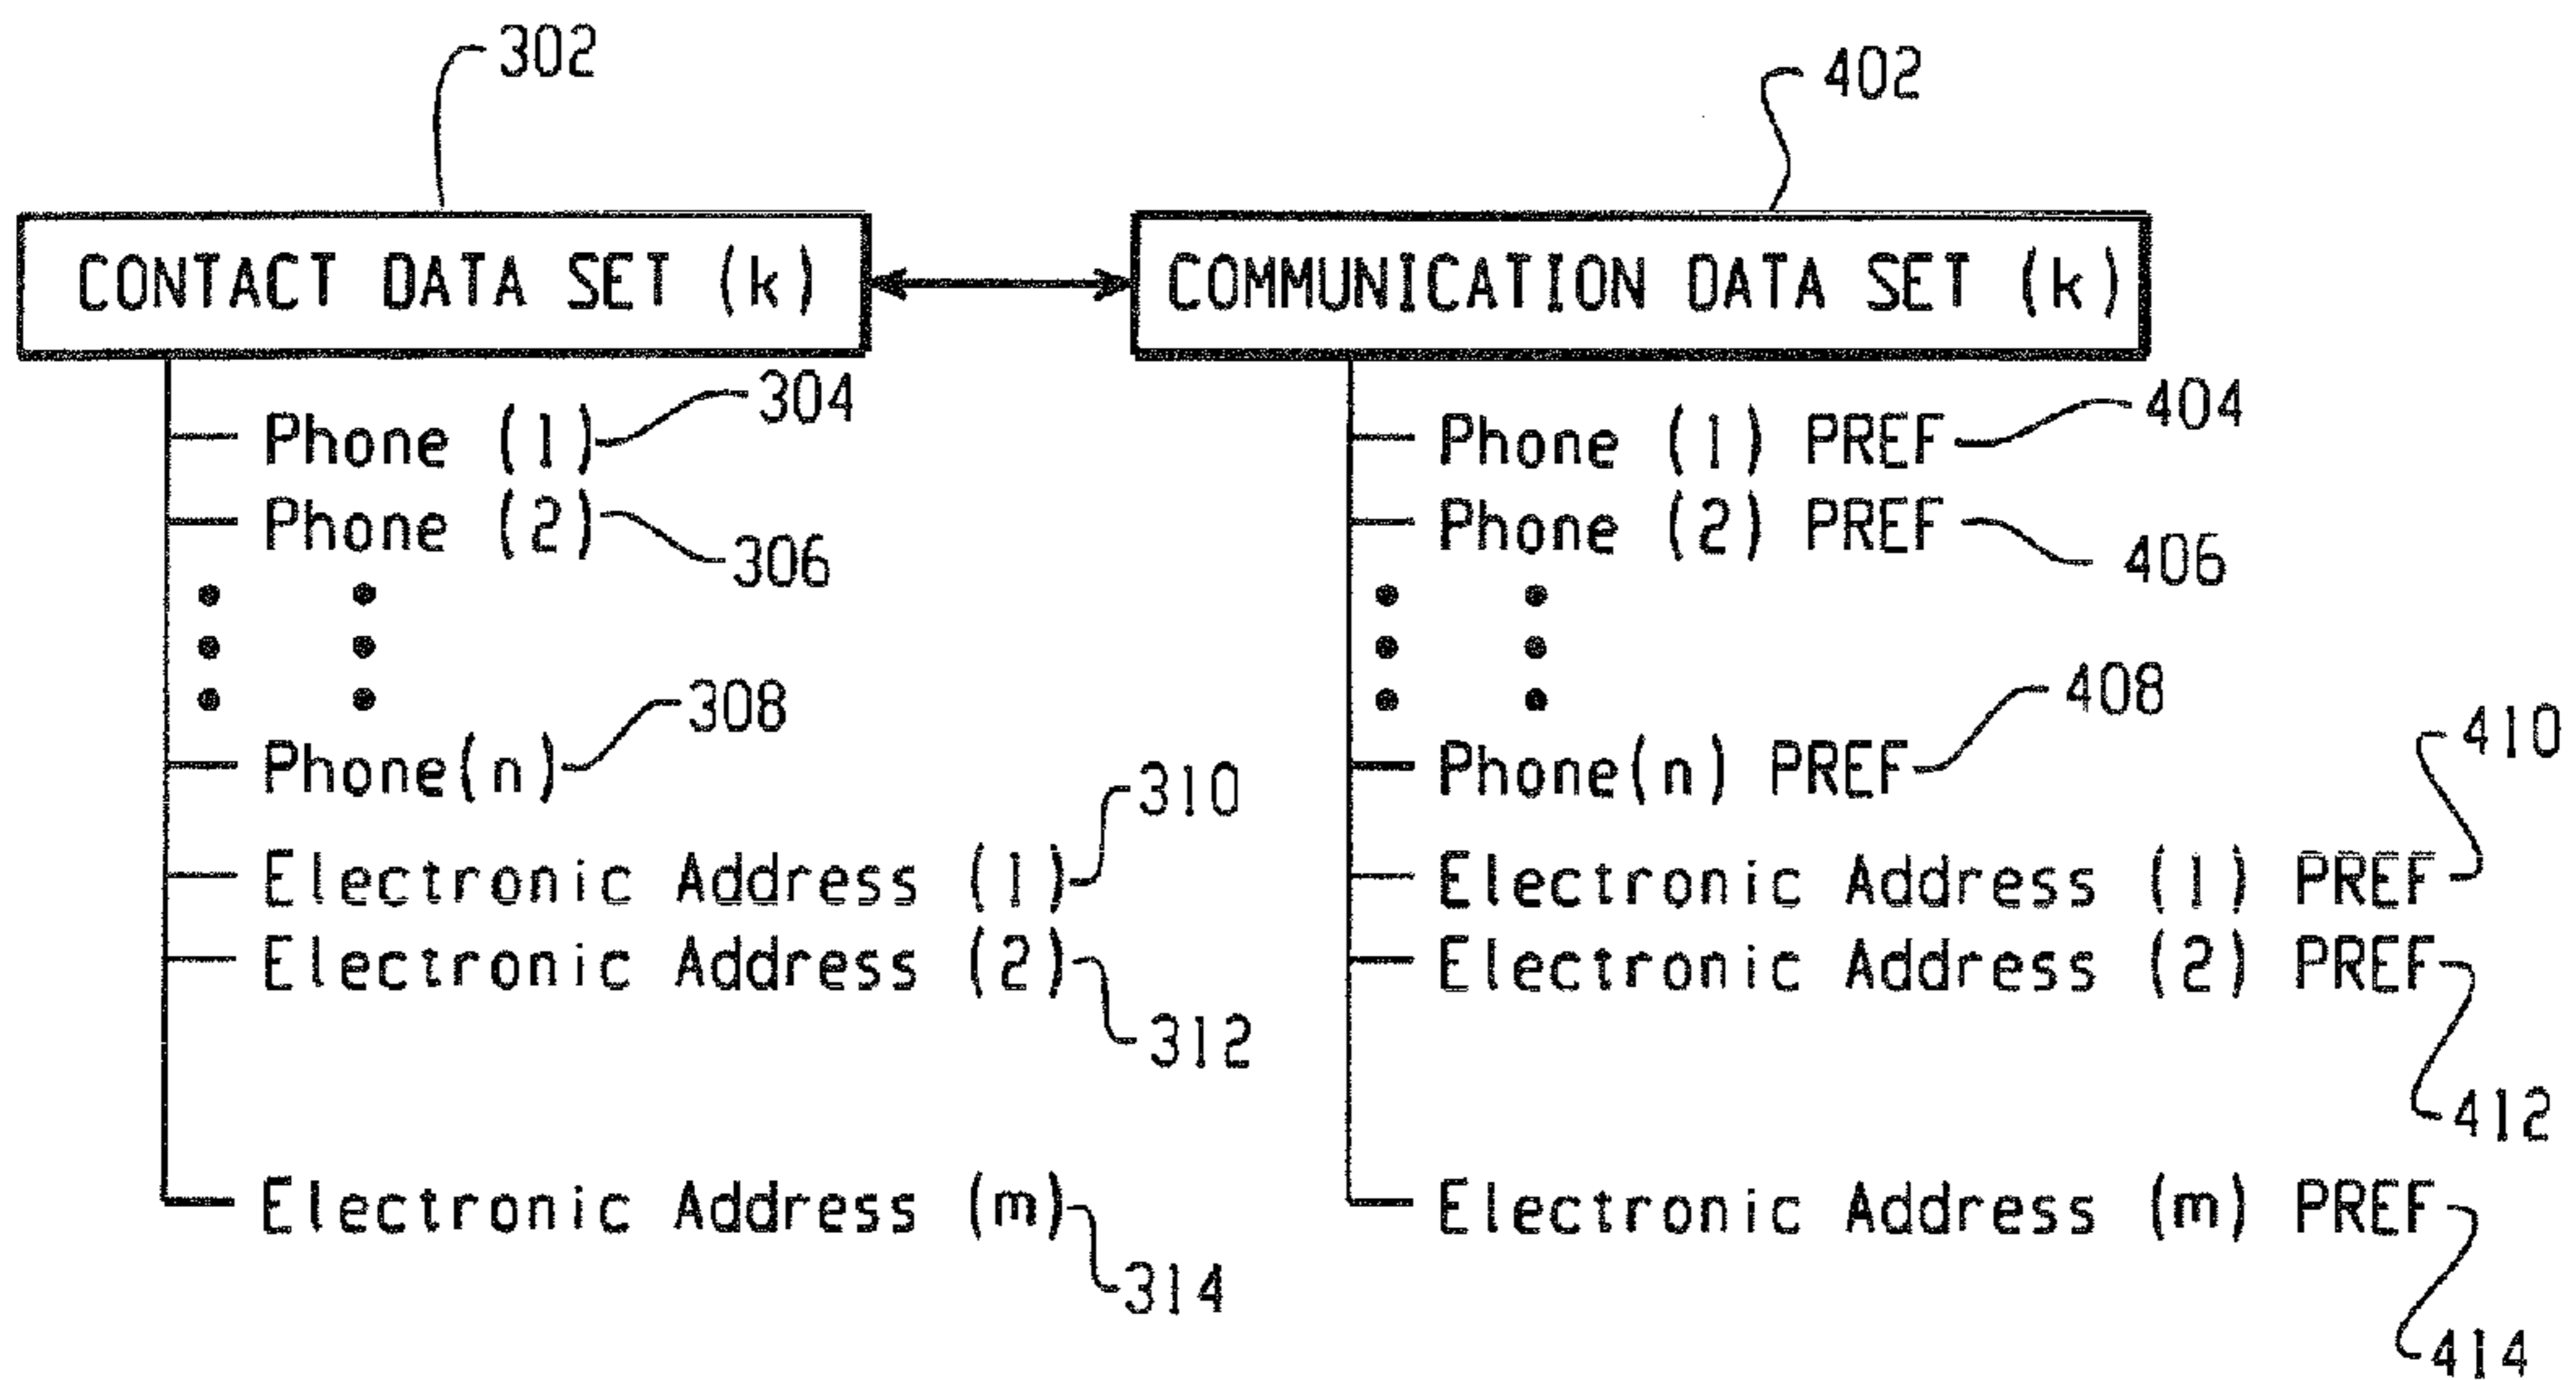 302
402
CONTACT DATA SET (k)
COMMUNICATION DATA SET (k)
Phone (1)
304
Phone (1) PREF
404
Phone (2)
306
Phone (2) PREF
406
Phone(n)
308
Phone(n) PREF
408
Electronic Address (1)
310
Electronic Address (1) PREF
410
Electronic Address (2)
312
Electronic Address (2) PREF
412
Electronic Address (m)
314
Electronic Address (m) PREF
414